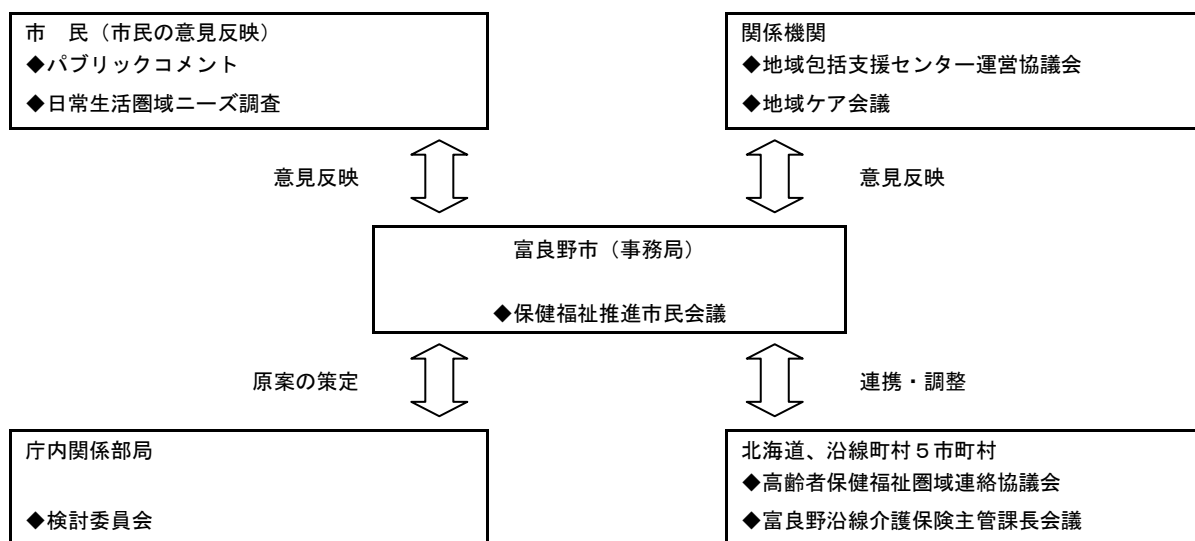 市　民（市民の意見反映）
◆パブリックコメント
◆日常生活圏域ニーズ調査
関係機関
◆地域包括支援センター運営協議会
◆地域ケア会議
意見反映
意見反映
富良野市（事務局）
◆保健福祉推進市民会議
原案の策定
連携・調整
庁内関係部局
◆検討委員会
北海道、沿線町村５市町村
◆高齢者保健福祉圏域連絡協議会
◆富良野沿線介護保険主管課長会議